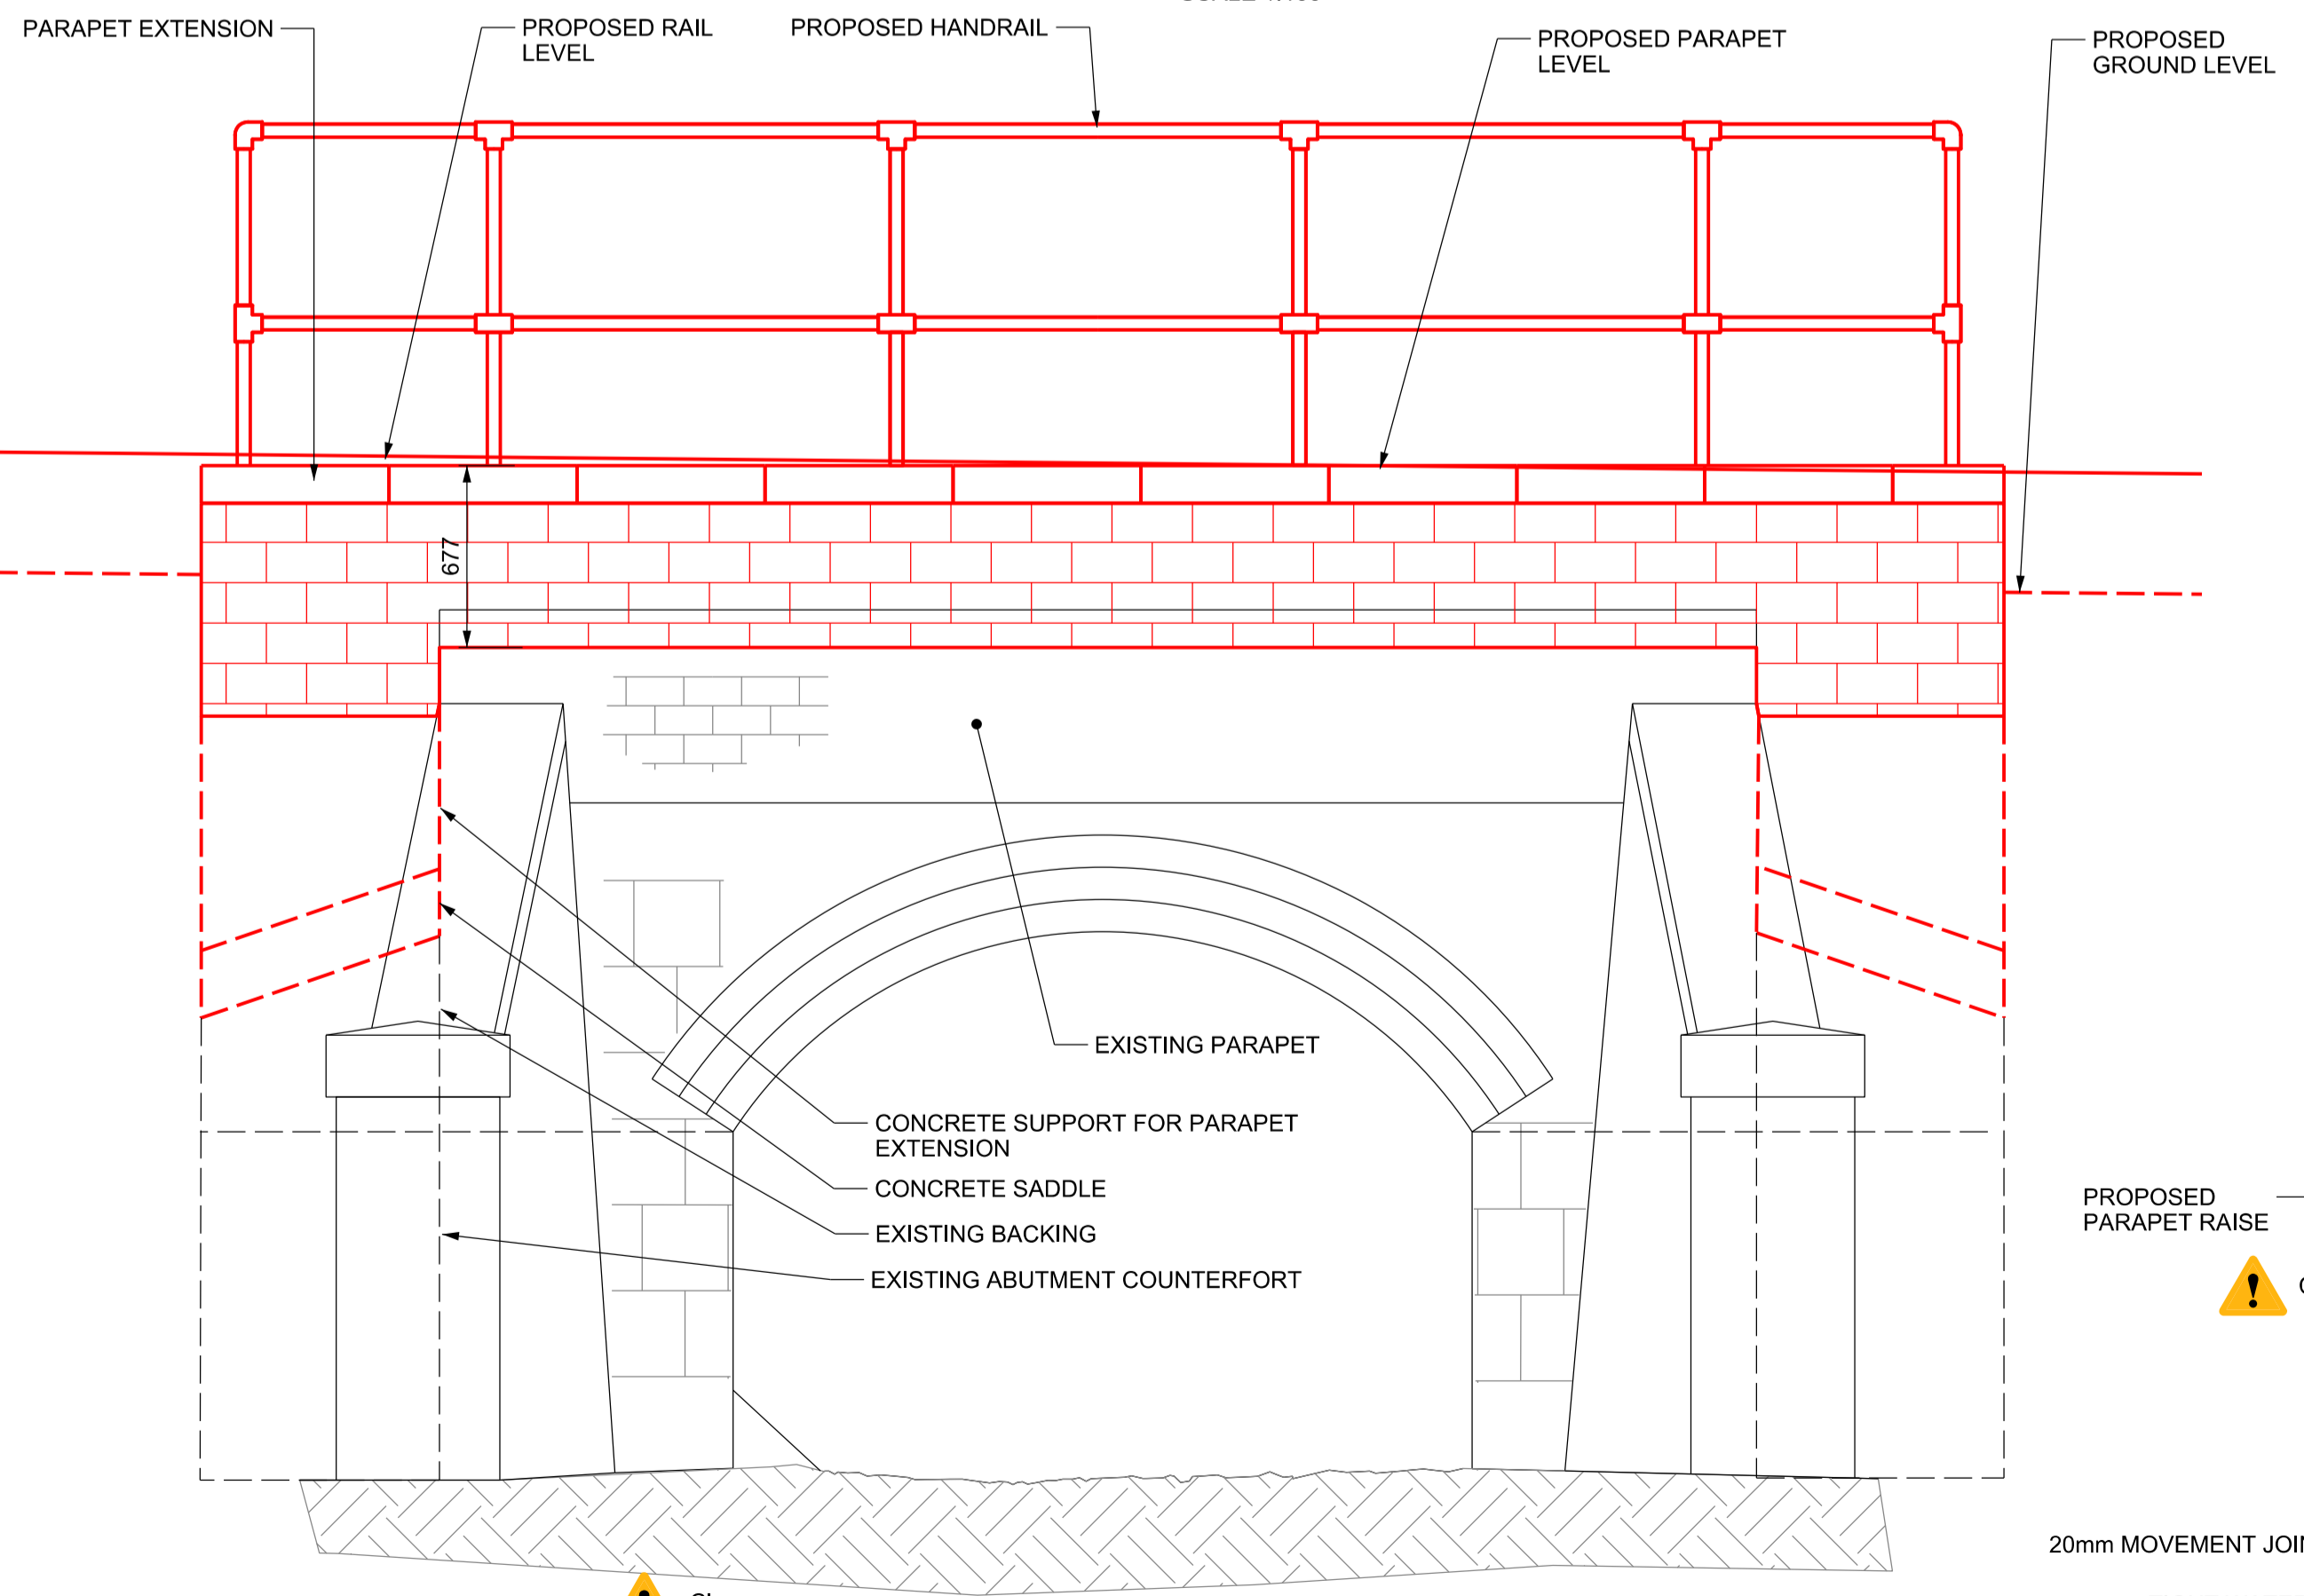 PARAPET EXTENSION
PROPOSED RAIL
LEVEL
PROPOSED HANDRAIL
PROPOSED PARAPET
LEVEL
PROPOSED
GROUND LEVEL
677
EXISTING PARAPET
CONCRETE SUPPORT FOR PARAPET
EXTENSION
CONCRETE SADDLE
EXISTING BACKING
EXISTING ABUTMENT COUNTERFORT
PROPOSED
PARAPET RAISE
20mm MOVEMENT